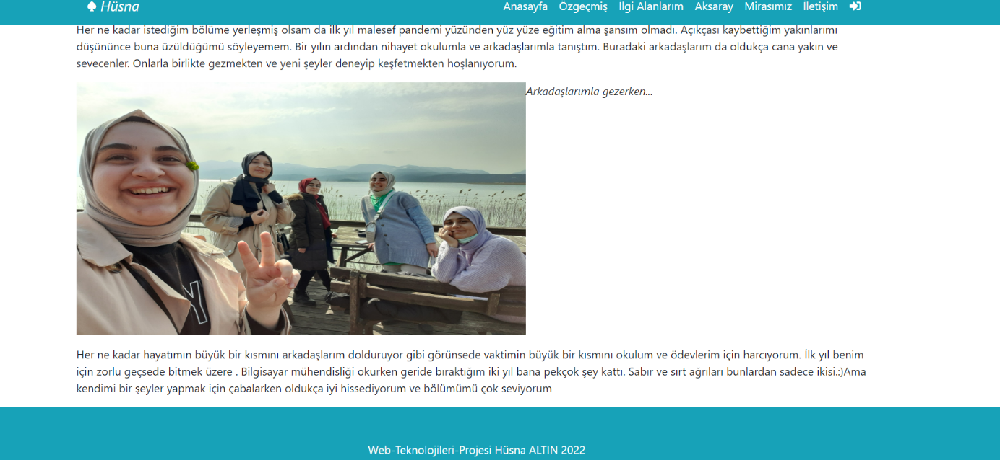 ♠ Hüsna
Anasayfa Özgeçmiş İlgi Alanlarım Aksaray Mirasımız İletişim
Her ne kadar istediğim bölüme yerleşmiş olsam da ilk yıl malesef pandemi yüzünden yüz yüze eğitim alma şansım olmadı. Açıkçası kaybettiğim yakınlarımı
düşününce buna üzüldüğümü söyleyemem. Bir yılın ardından nihayet okulumla ve arkadaşlarımla tanıştım. Buradaki arkadaşlarım da oldukça cana yakın ve
sevecenler. Onlarla birlikte gezmekten ve yeni şeyler deneyip keşfetmekten hoşlanıyorum.
Arkadaşlarımla gezerken...
Her ne kadar hayatımın büyük bir kısmını arkadaşlarım dolduruyor gibi görünsede vaktimin büyük bir kısmını okulum ve ödevlerim için harcıyorum. İlk yıl benim
için zorlu geçsede bitmek üzere . Bilgisayar mühendisliği okurken geride bıraktığım iki yıl bana pekçok şey kattı. Sabır ve sırt ağrıları bunlardan sadece ikisi.:)Ama
kendimi bir şeyler yapmak için çabalarken oldukça iyi hissediyorum ve bölümümü çok seviyorum
Web-Teknolojileri-Projesi Hüsna ALTIN 2022